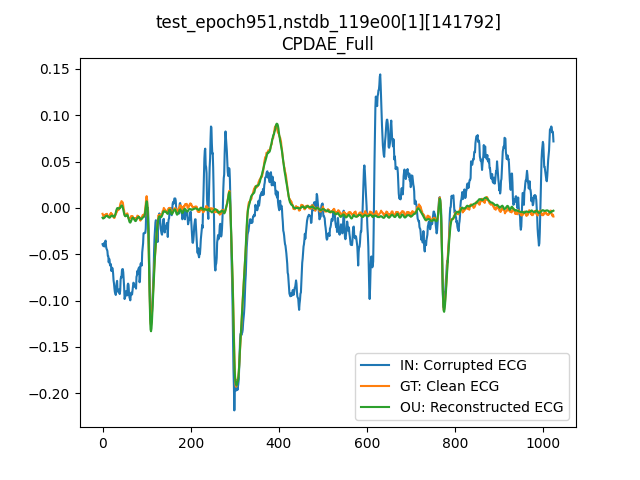 test_epoch951,nstdb_119e00[1][141792]
CPDAE_Full
0.15
0.10
0.05
0.00
−0.05
−0.10
−0.15
−0.20
0
200
400
600
800
1000
IN: Corrupted ECG
GT: Clean ECG
OU: Reconstructed ECG